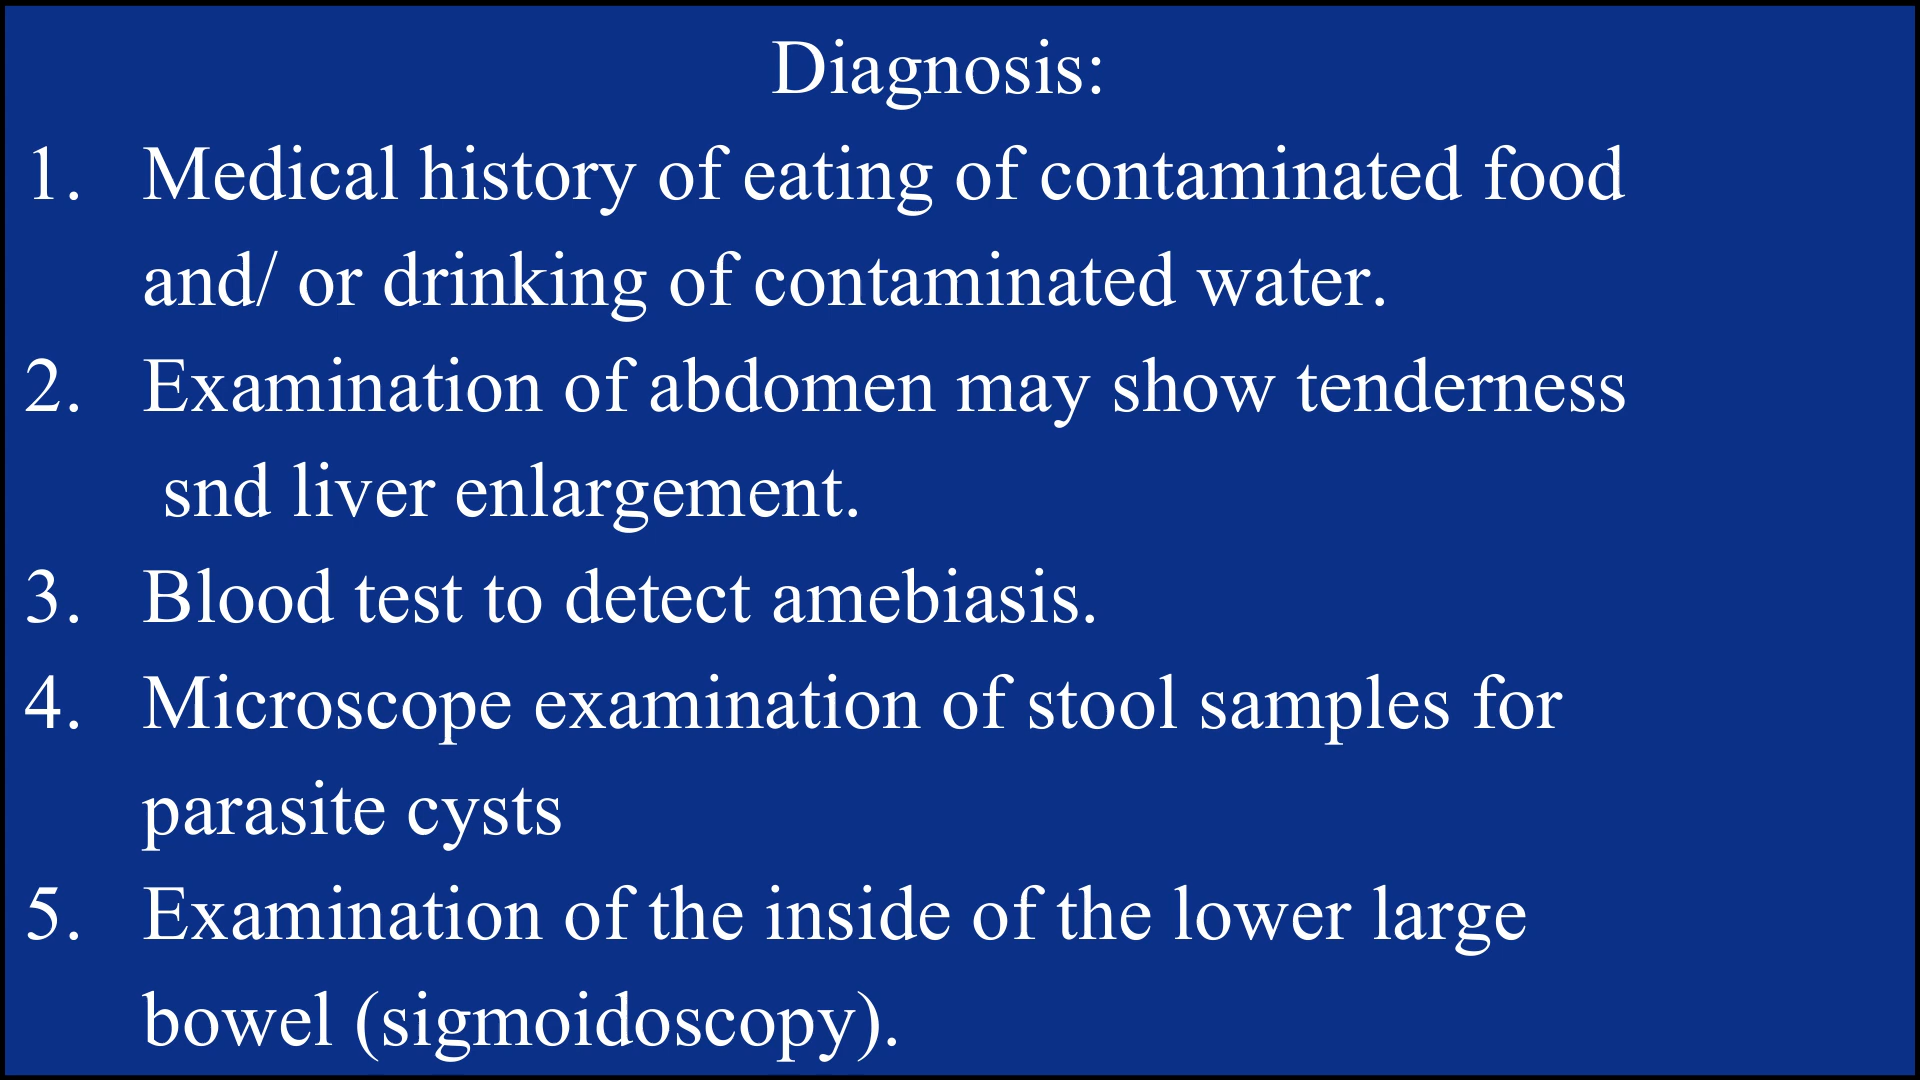 Diagnosis:
1. Medical history of eating of contaminated food
and/ or drinking of contaminated water.
2. Examination of abdomen may show tenderness
snd liver enlargement.
3. Blood test to detect amebiasis.
4. Microscope examination of stool samples for
parasite cysts
5. Examination of the inside of the lower large
bowel (sigmoidoscopy).